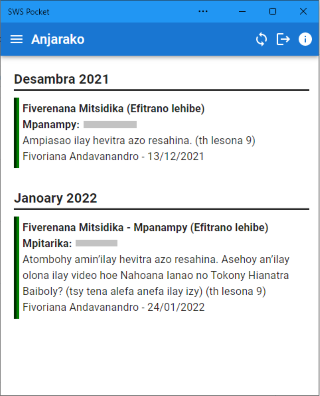 SWS Pocket
Anjarako
Desambra 2021
Fiverenana Mitsidika (Efitrano lehibe)
Mpanampy:
Ampiasao ilay hevitra azo resahina. (th lesona 9)
Fivoriana Andavanandro - 13/12/2021
Janoary 2022
Fiverenana Mitsidika - Mpanampy (Efitrano lehibe)
Mpitarika:
Atombohy amin'ilay hevitra azo resahina. Asehoy an'ilay
olona ilay video hoe Nahoana Ianao no Tokony Hianatra
Baiboly? (tsy tena alefa anefa ilay izy) (th lesona 9)
Fivoriana Andavanandro - 24/01/2022